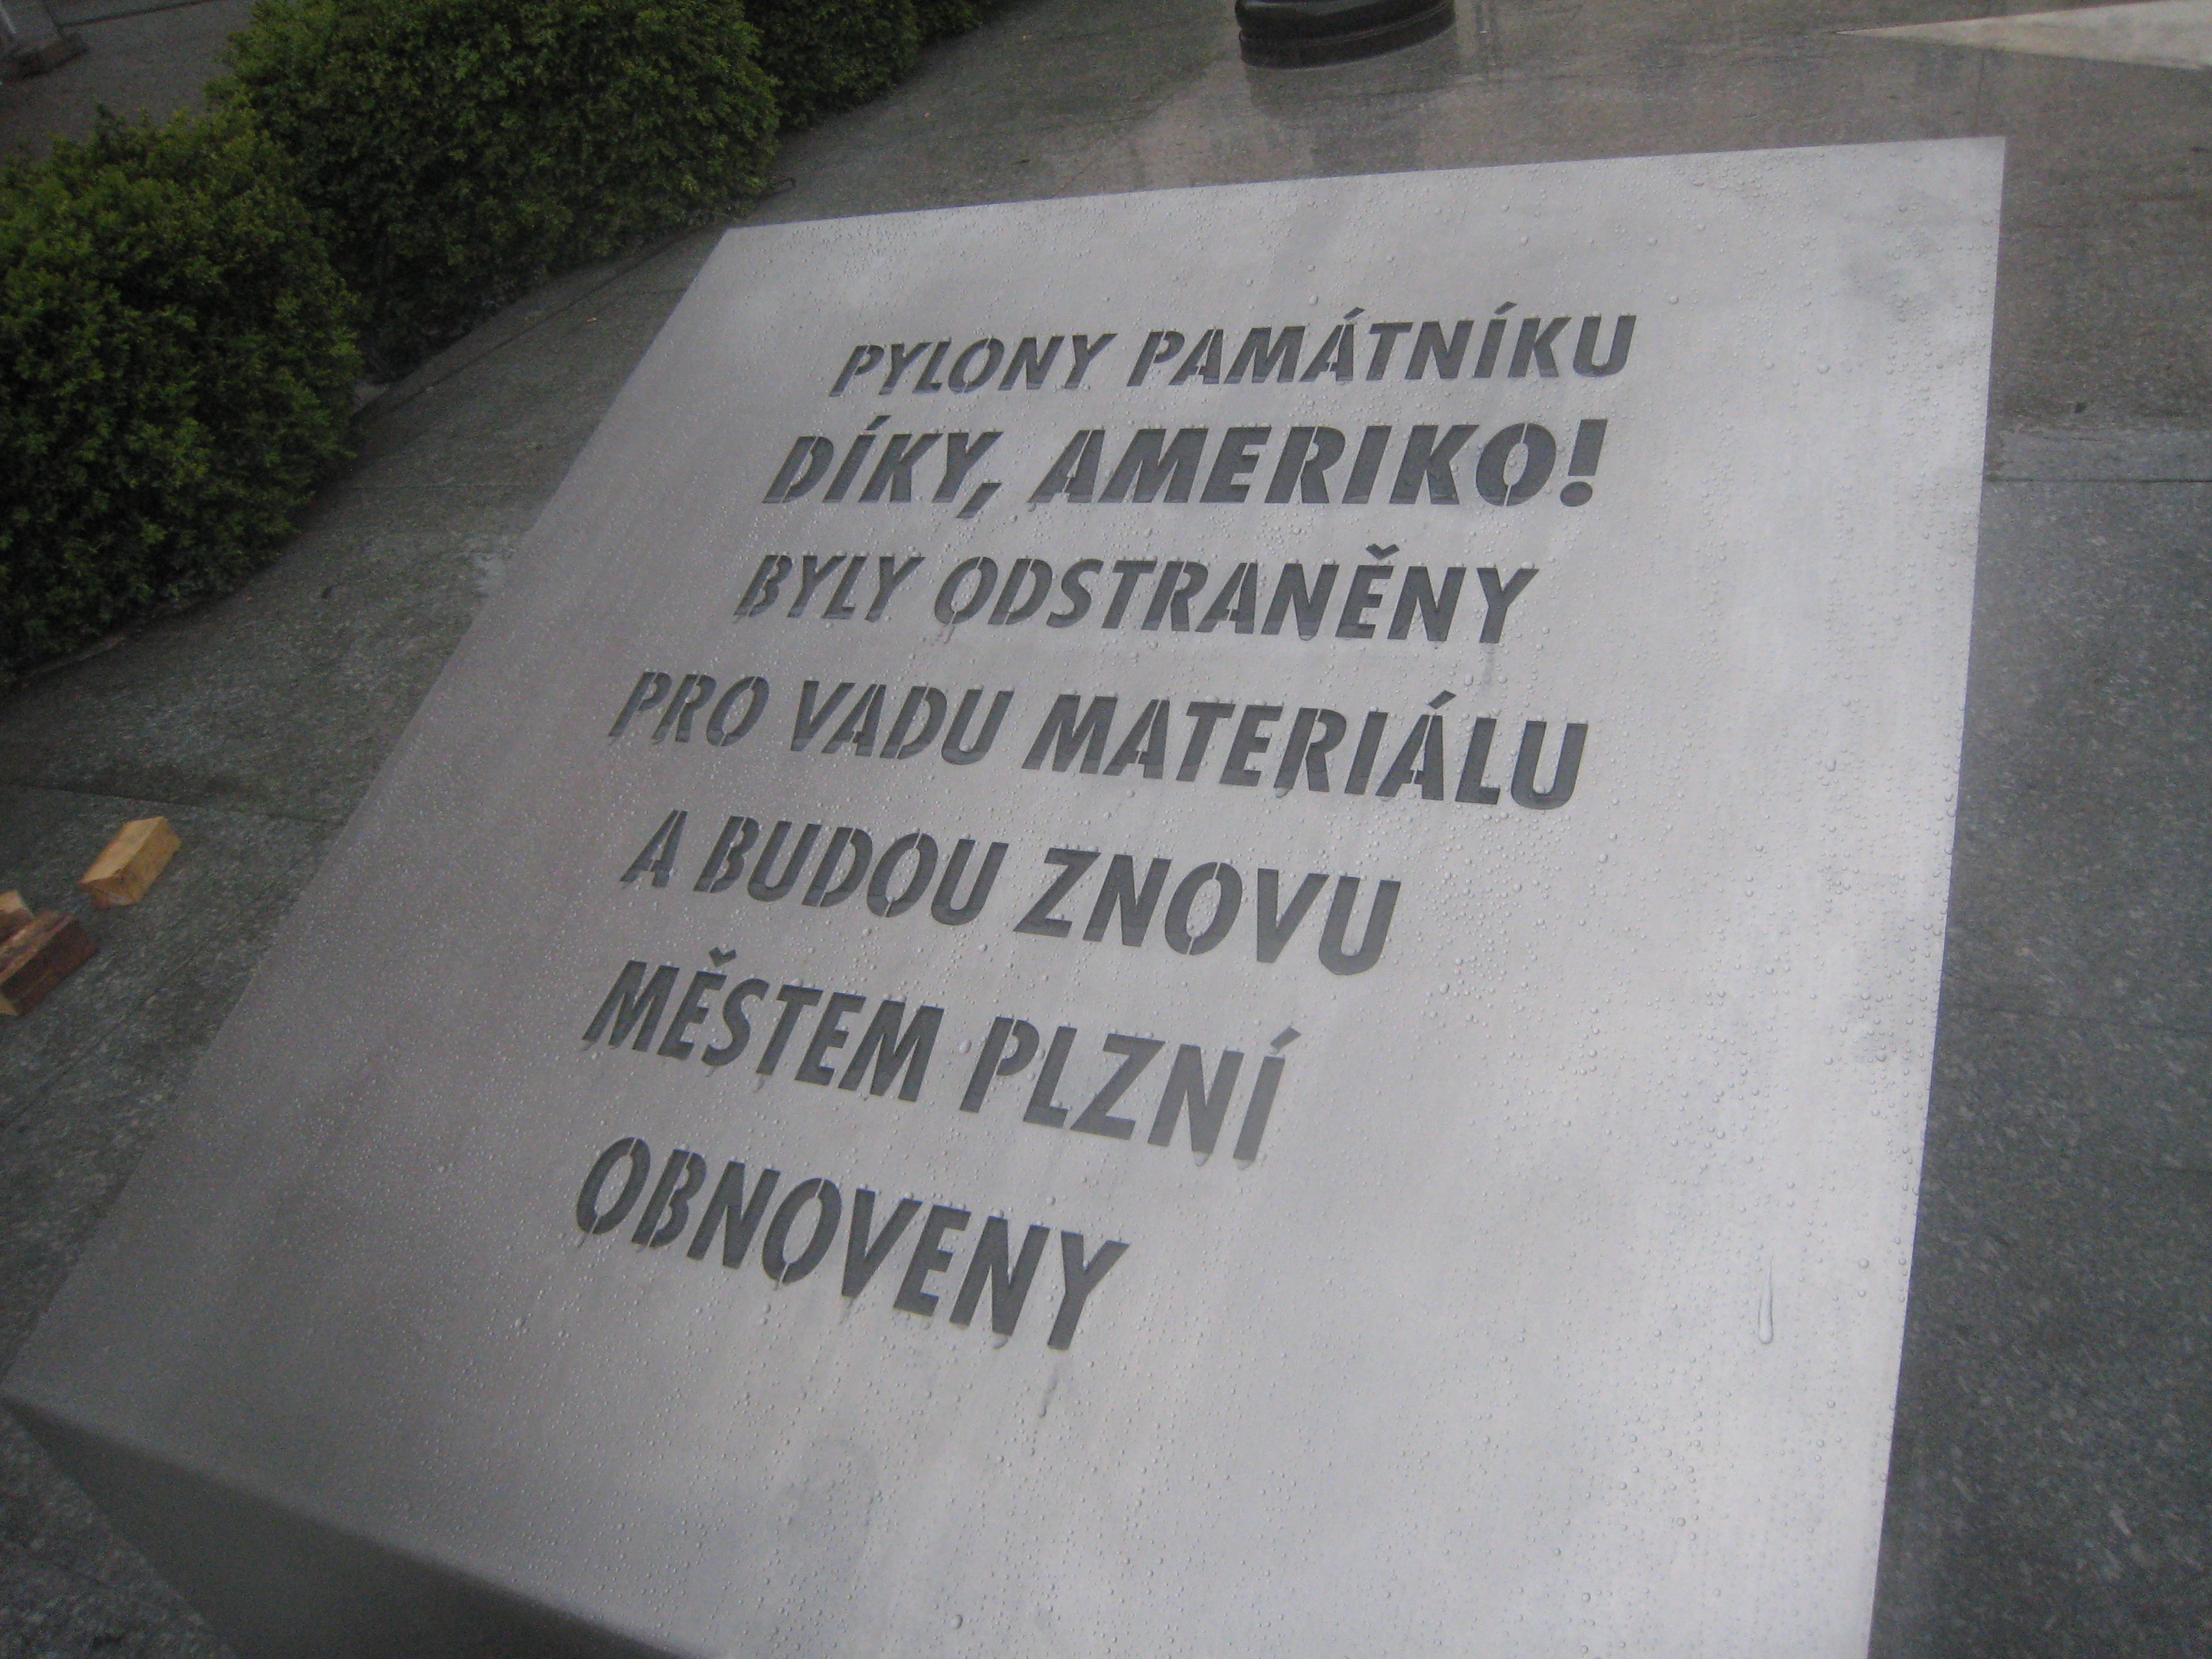 PYLONY PAMÁTNÍKU
DÍKY, AMERIKO!
BYLY ODSTRANĚNY
PRO VADU MATERIÁLU
A BUDOU ZNOVU
MĚSTEM PLZNÍ
OBNOVENY